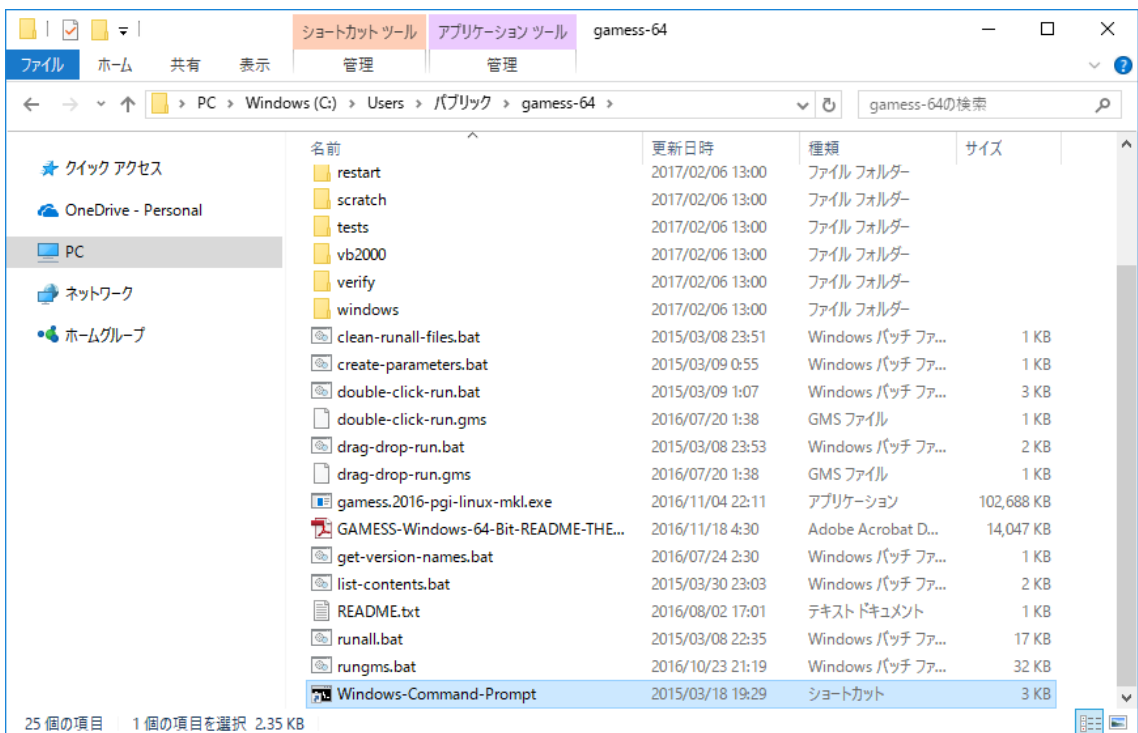 ショートカット ツール アプリケーション ツール gamess-64
ファイル ホーム 共有 表示 管理 管理
PC > Windows (C:) > Users > パブリック > gamess-64 > gamess-64の検索
名前 更新日時 種類 サイズ
クイック アクセス
OneDrive - Personal
PC
ネットワーク
ホームグループ
restart 2017/02/06 13:00 ファイル フォルダー
scratch 2017/02/06 13:00 ファイル フォルダー
tests 2017/02/06 13:00 ファイル フォルダー
vb2000 2017/02/06 13:00 ファイル フォルダー
verify 2017/02/06 13:00 ファイル フォルダー
windows 2017/02/06 13:00 ファイル フォルダー
clean-runall-files.bat 2015/03/08 23:51 Windows バッチ ファ... 1 KB
create-parameters.bat 2015/03/09 0:55 Windows バッチ ファ... 1 KB
double-click-run.bat 2015/03/09 1:07 Windows バッチ ファ... 3 KB
double-click-run.gms 2016/07/20 1:38 GMS ファイル 1 KB
drag-drop-run.bat 2015/03/08 23:53 Windows バッチ ファ... 2 KB
drag-drop-run.gms 2016/07/20 1:38 GMS ファイル 1 KB
gamess.2016-pgi-linux-mkl.exe 2016/11/04 22:11 アプリケーション 102,688 KB
GAMESS-Windows-64-Bit-README-THE... 2016/11/18 4:30 Adobe Acrobat D... 14,047 KB
get-version-names.bat 2016/07/24 2:30 Windows バッチ ファ... 1 KB
list-contents.bat 2015/03/30 23:03 Windows バッチ ファ... 2 KB
README.txt 2016/08/02 17:01 テキスト ドキュメント 1 KB
runall.bat 2015/03/08 22:35 Windows バッチ ファ... 17 KB
rungms.bat 2016/10/23 21:19 Windows バッチ ファ... 32 KB
Windows-Command-Prompt 2015/03/18 19:29 ショートカット 3 KB
25 個の項目 1 個の項目を選択 2.35 KB